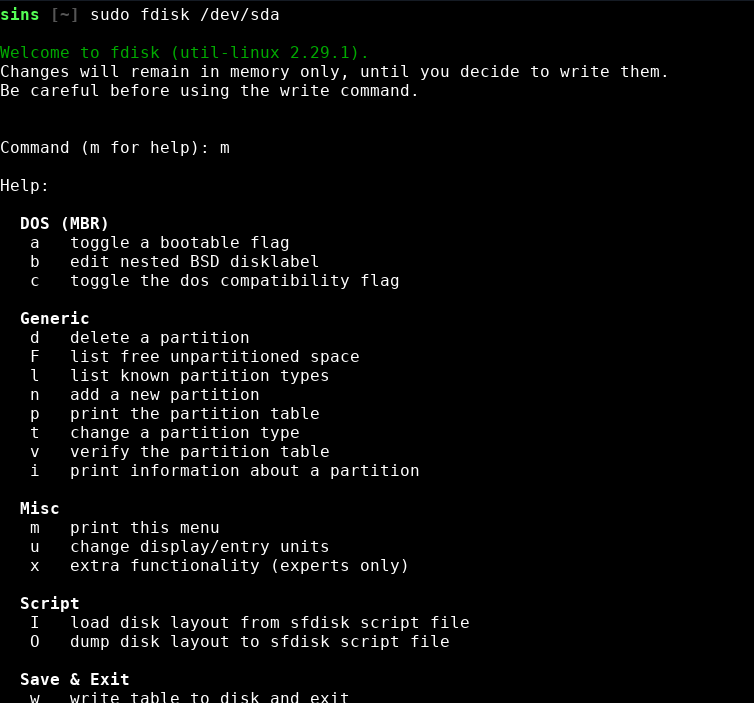 sins [~] sudo fdisk /dev/sda
Welcome to fdisk (util-linux 2.29.1).
Changes will remain in memory only, until you decide to write them.
Be careful before using the write command.
Command (m for help): m
Help:
DOS (MBR)
a   toggle a bootable flag
b   edit nested BSD disklabel
c   toggle the dos compatibility flag
Generic
d   delete a partition
F   list free unpartitioned space
l   list known partition types
n   add a new partition
p   print the partition table
t   change a partition type
v   verify the partition table
i   print information about a partition
Misc
m   print this menu
u   change display/entry units
x   extra functionality (experts only)
Script
I   load disk layout from sfdisk script file
O   dump disk layout to sfdisk script file
Save & Exit
w   write table to disk and exit